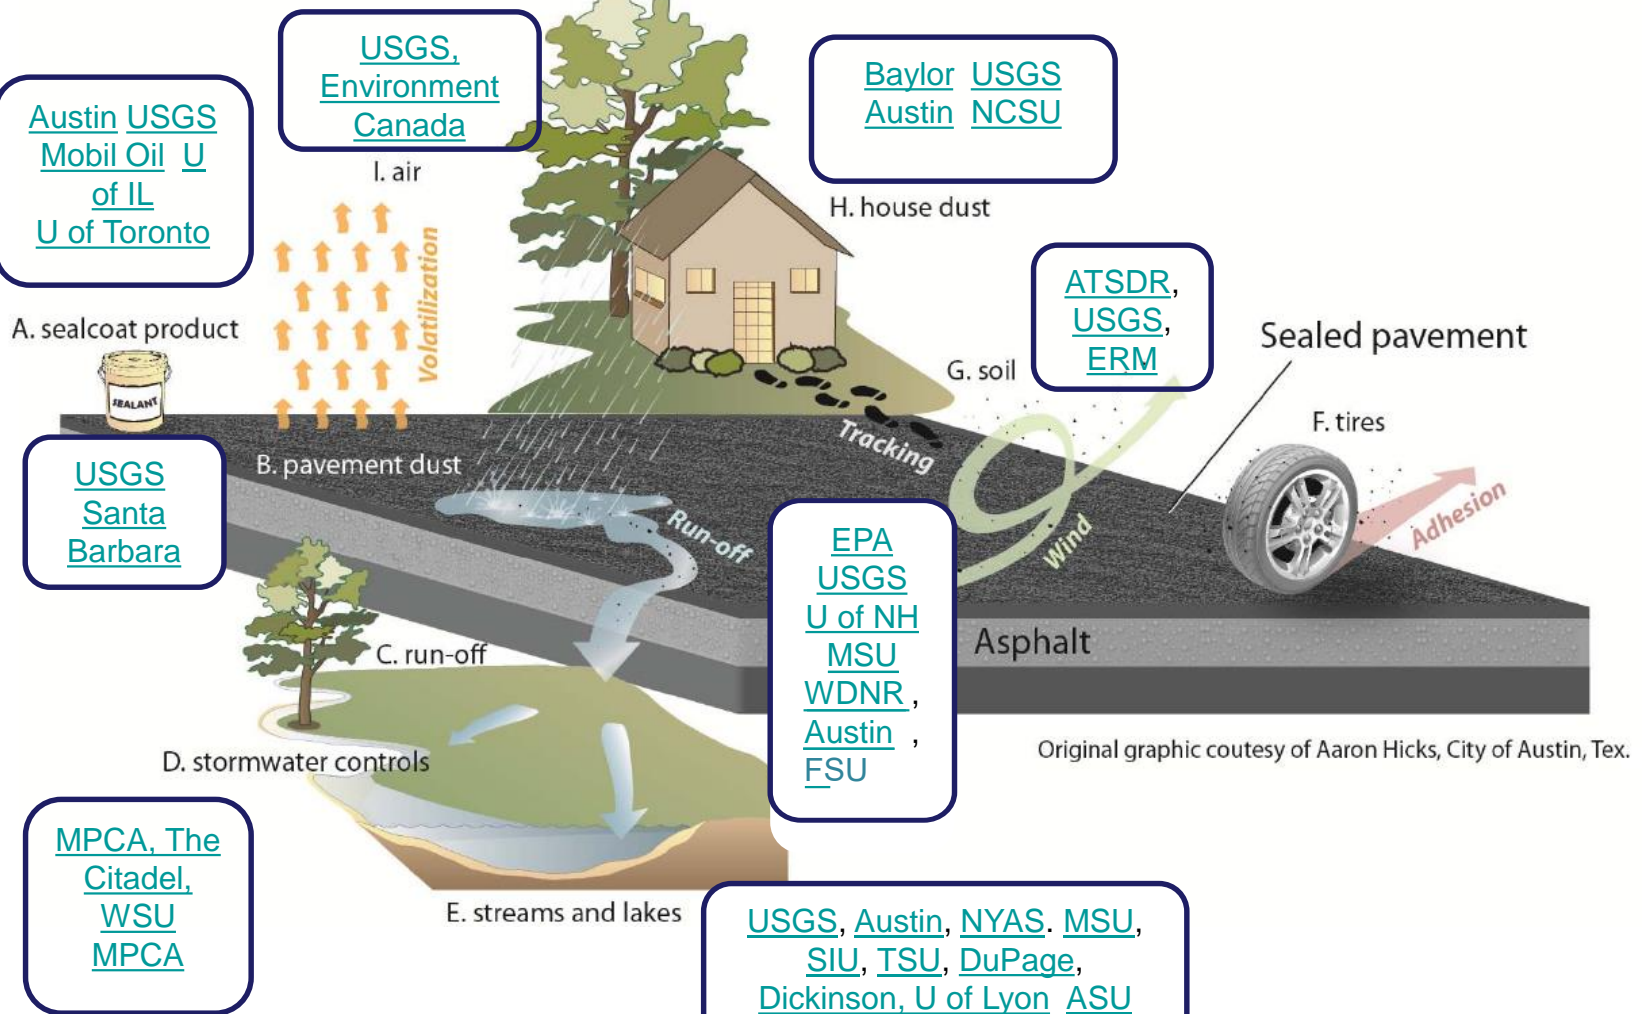 USGS,
Environment
Canada
Baylor USGS
Austin NCSU
Austin USGS
Mobil Oil U
of IL
U of Toronto
I. air
H. house dust
Volatilization
ATSDR,
USGS,
ERM
A. sealcoat product
SEALANT
Sealed pavement
G. soil
F. tires
Tracking
B. pavement dust
USGS
Santa
Barbara
Run-off
Wind
Adhesion
EPA
USGS
U of NH
MSU
WDNR ,
Austin ,
FSU
Asphalt
C. run-off
Original graphic coutesy of Aaron Hicks, City of Austin, Tex.
D. stormwater controls
MPCA, The
Citadel,
WSU
MPCA
E. streams and lakes
USGS, Austin, NYAS. MSU,
SIU, TSU, DuPage,
Dickinson, U of Lyon ASU